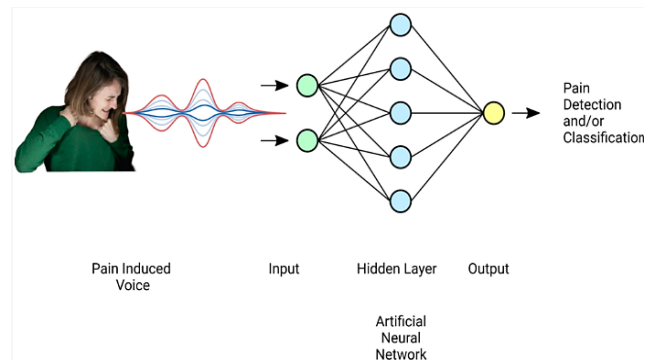 Pain
Detection
and/or
Classification
Pain Induced
Voice
Input
Hidden Layer
Output
Artificial
Neural
Network